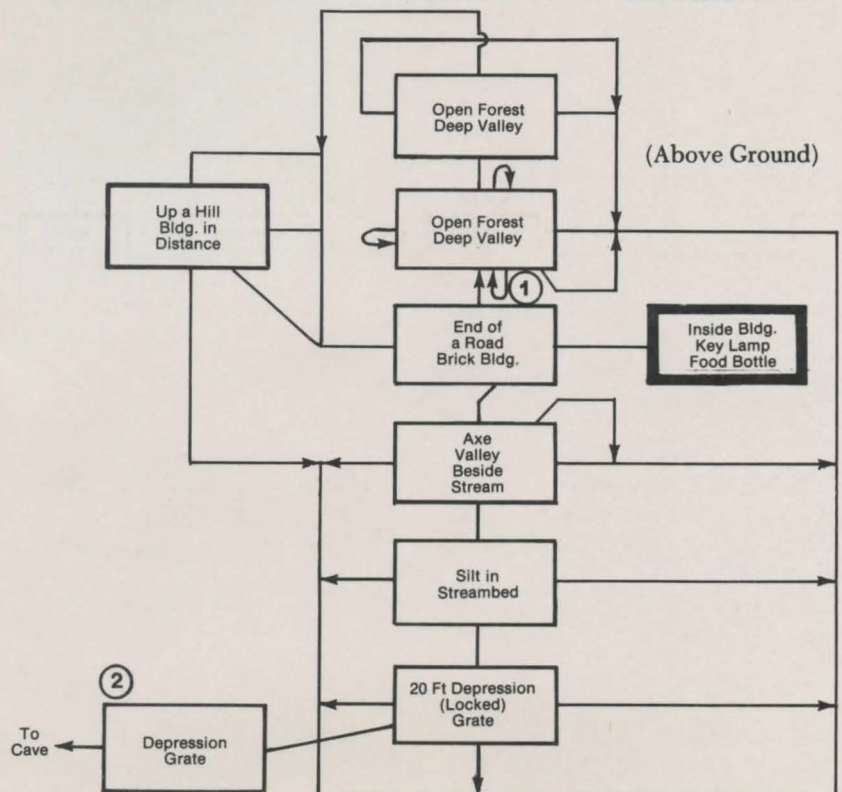 Open Forest
Deep Valley
(Above Ground)
Up a Hill
Bldg. in
Distance
Open Forest
Deep Valley
1
End of
a Road
Brick Bldg.
Inside Bldg.
Key Lamp
Food Bottle
Axe
Valley
Beside
Stream
Silt in
Streambed
2
20 Ft Depression
(Locked)
Grate
To
Cave
Depression
Grate